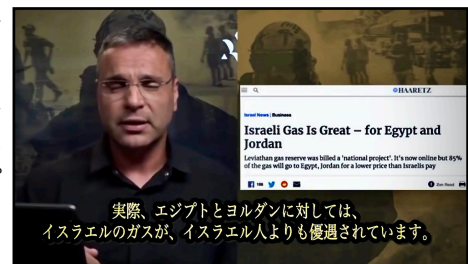 HAARETZ
Israel News | Business
Israeli Gas Is Great – for Egypt and
Jordan
Leviathan gas reserve was billed a 'national project'. It's now online but 85%
of the gas will go to Egypt, Jordan for a lower price than Israelis pay
実際、エジプトとヨルダンに対しては、
イスラエルのガスが、イスラエル人よりも優遇されています。